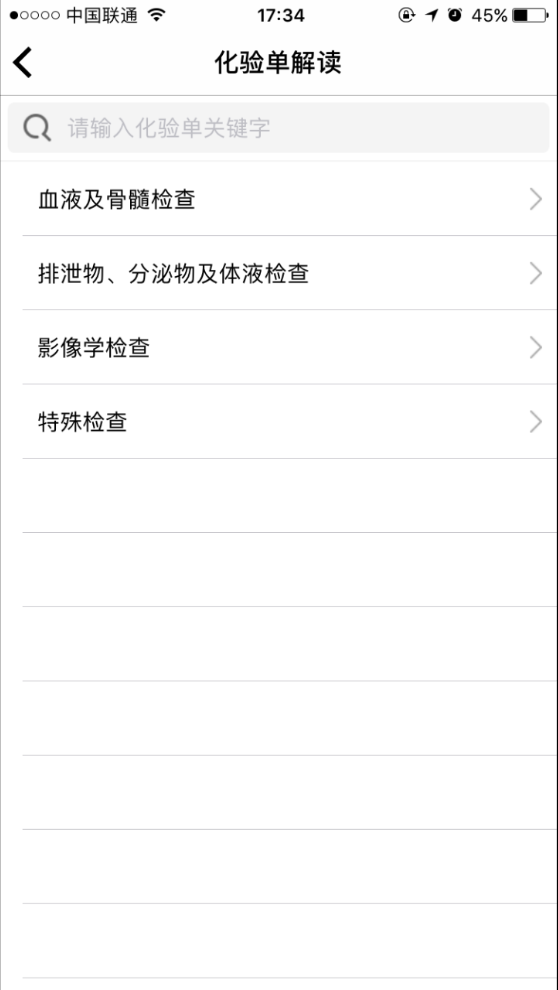 中国联通 17:34 45%
化验单解读
请输入化验单关键字
血液及骨髓检查
排泄物、分泌物及体液检查
影像学检查
特殊检查